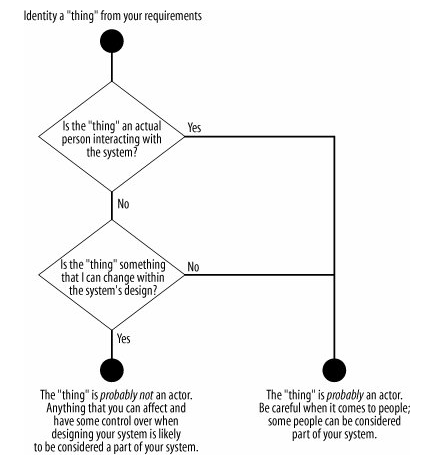 Identity a "thing" from your requirements
Is the "thing" an actual
person interacting with
the system?
Yes
No
Is the "thing" something
that I can change within
the system's design?
No
Yes
The "thing" is probably not an actor.
Anything that you can affect and
have some control over when
designing your system is likely
to be considered a part of your system.
The "thing" is probably an actor.
Be careful when it comes to people;
some people can be considered
part of your system.